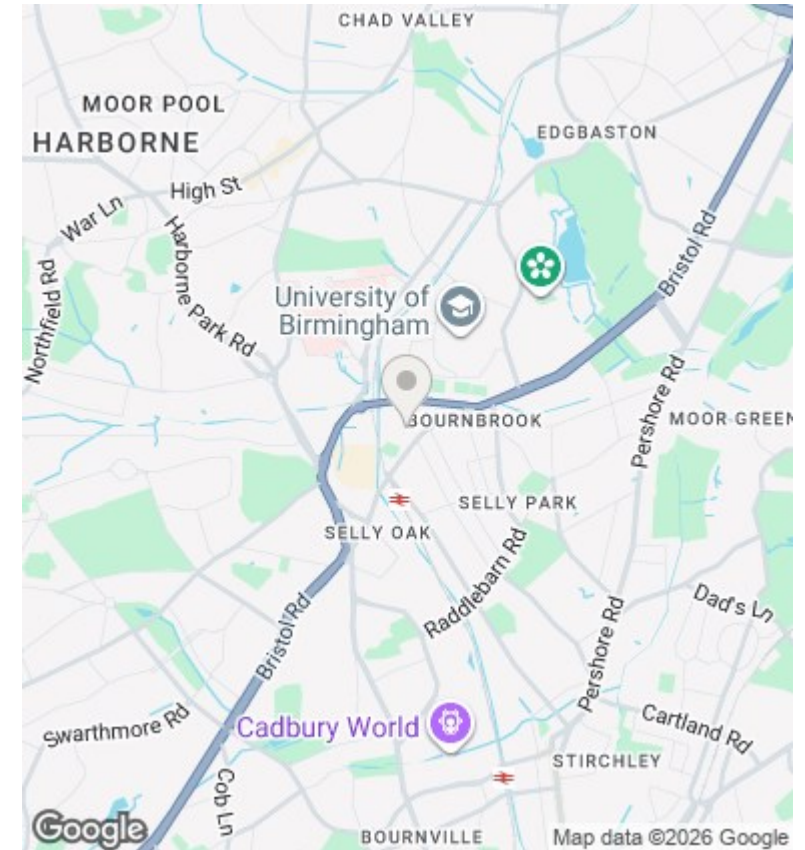 CHAD VALLEY
MOOR POOL
HARBORNE
EDGBASTON
High St
War Ln
Harborne Park Rd
Northfield Rd
Bristol Rd
University of
Birmingham
Pershore Rd
BOURNBROOK
MOOR GREEN
SELLY PARK
SELLY OAK
Raddlebarn Rd
Dad's Ln
Bristol Rd
Pershore Rd
Swarthmore Rd
Cadbury World
Cartland Rd
STIRCHLEY
Cob Ln
Google
BOURNVILLE
Map data ©2026 Google